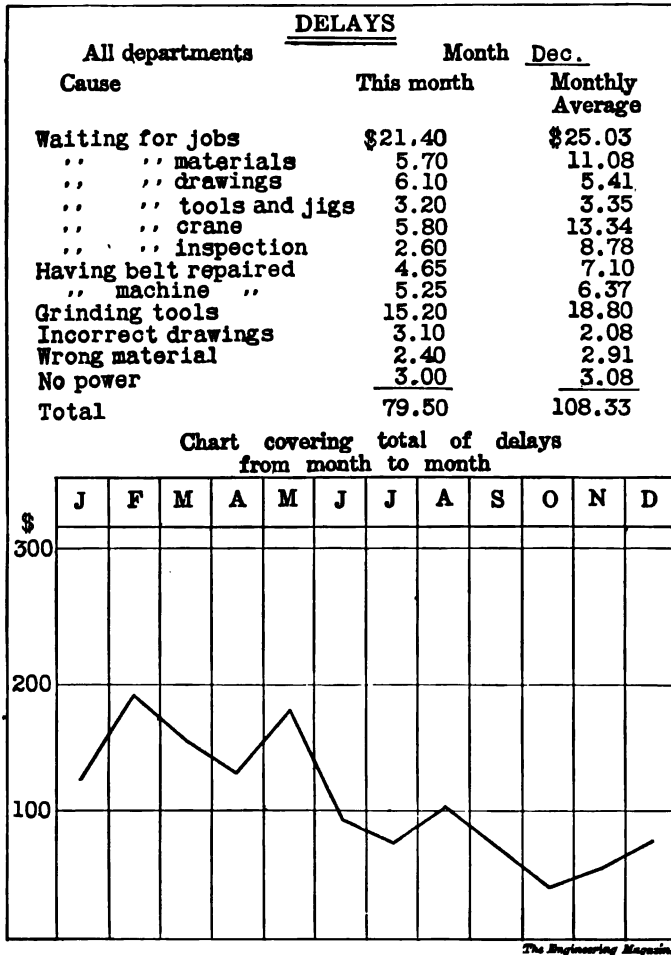 DELAYS
All departments Month Dec.
Cause This month Monthly
Average
Waiting for jobs $21.40 $25.03
,, ,, materials 5.70 11.08
,, ,, drawings 6.10 5.41
,, ,, tools and jigs 3.20 3.35
,, ,, crane 5.80 13.34
,, ,, inspection 2.60 8.78
Having belt repaired 4.65 7.10
,, machine ,, 5.25 6.37
Grinding tools 15.20 18.80
Incorrect drawings 3.10 2.08
Wrong material 2.40 2.91
No power 3.00 3.08
Total 79.50 108.33
Chart covering total of delays
from month to month
J F M A M J J A S O N D
$
300
200
100
The Engineering Magazine